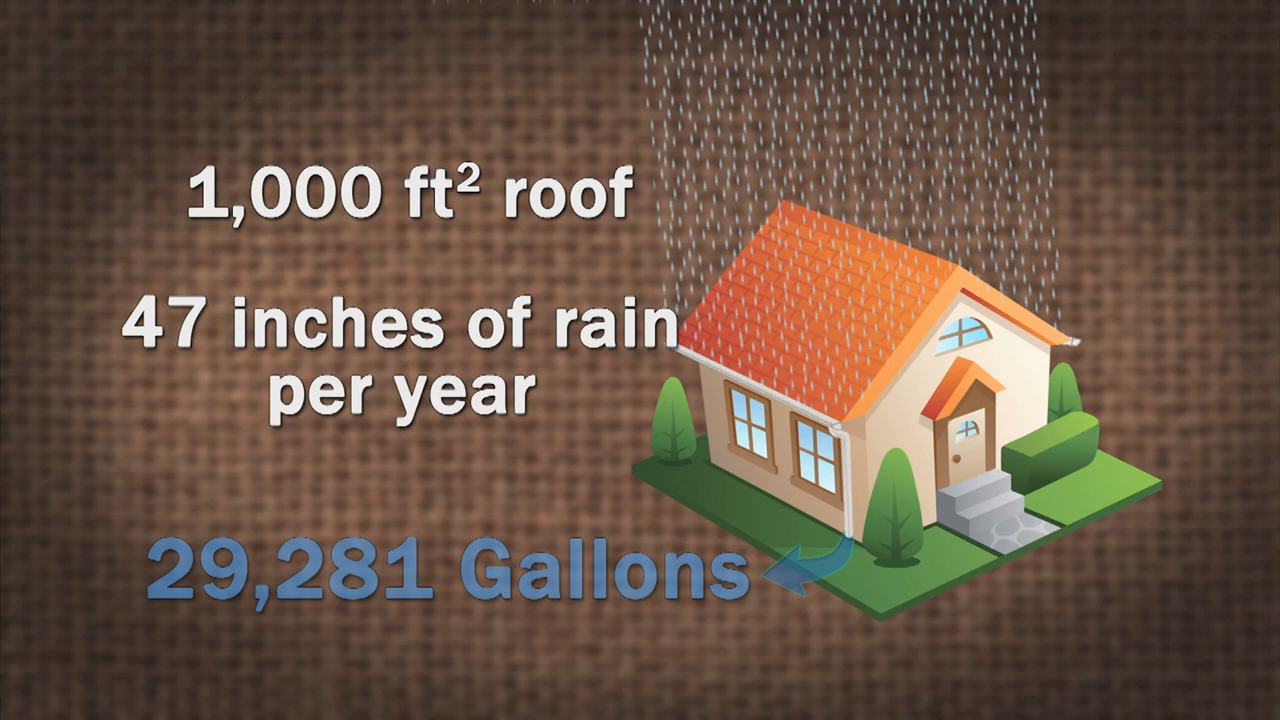 1,000 ft² roof
47 inches of rain
per year
29,281 Gallons